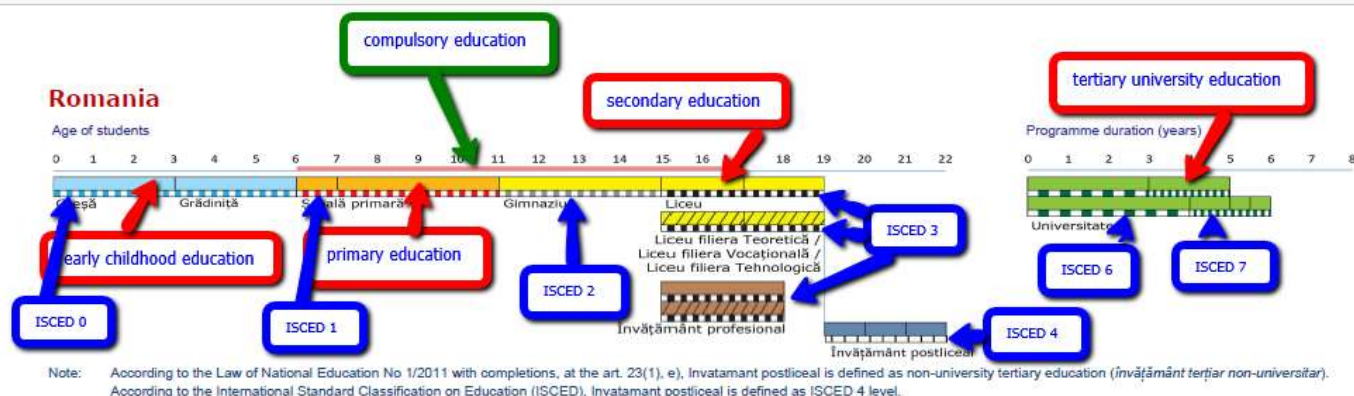 compulsory education
tertiary university education
secondary education
Romania
Age of students
Programme duration (years)
0 1 2 3 4 5 6 7 8 9 10 11 12 13 14 15 16 18 19 20 21 22
0 1 2 3 5 6 7 8
Grădiniță
Gimnaziu
Liceu
early childhood education
primary education
ISCED 3
Liceu filiera Teoretică /
Liceu filiera Vocațională /
Liceu filiera Tehnologică
ISCED 6
ISCED 7
ISCED 0
ISCED 1
ISCED 2
Învățământ profesional
ISCED 4
Învățământ postliceal
Note: According to the Law of National Education No 1/2011 with completions, at the art. 23(1), e), Invatamant postliceal is defined as non-university tertiary education (învățământ terțiar non-universitar).
According to the International Standard Classification on Education (ISCED), Invatamant postliceal is defined as ISCED 4 level.